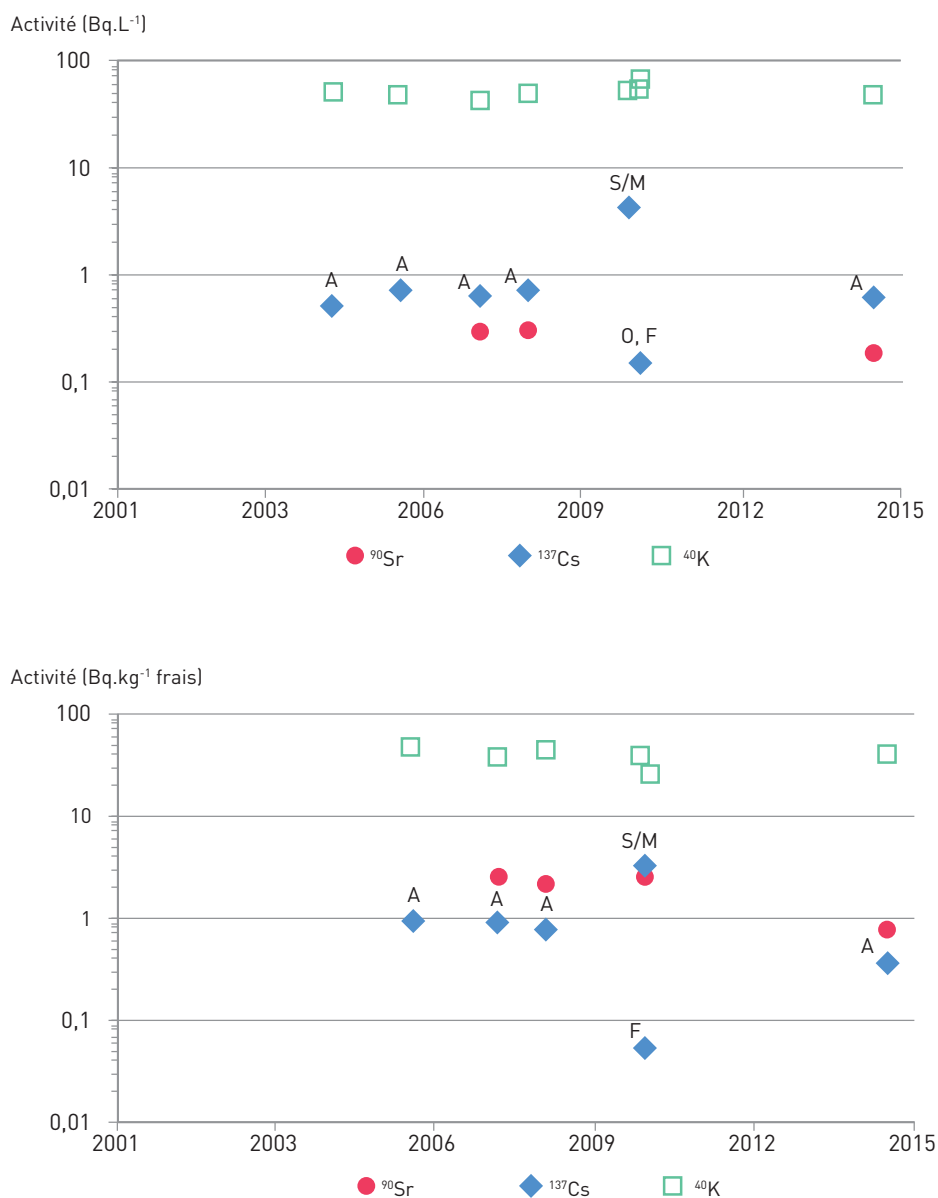 Activité (Bq.L⁻¹)
100
10
S/M
A
A
A
A
A
1
O, F
0,1
0,01
2001 2003 2006 2009 2012 2015
⁹⁰Sr ¹³⁷Cs ⁴⁰K
Activité (Bq.kg⁻¹ frais)
100
10
S/M
A
A
A
1
A
0,1
F
0,01
2001 2003 2006 2009 2012 2015
⁹⁰Sr ¹³⁷Cs ⁴⁰K